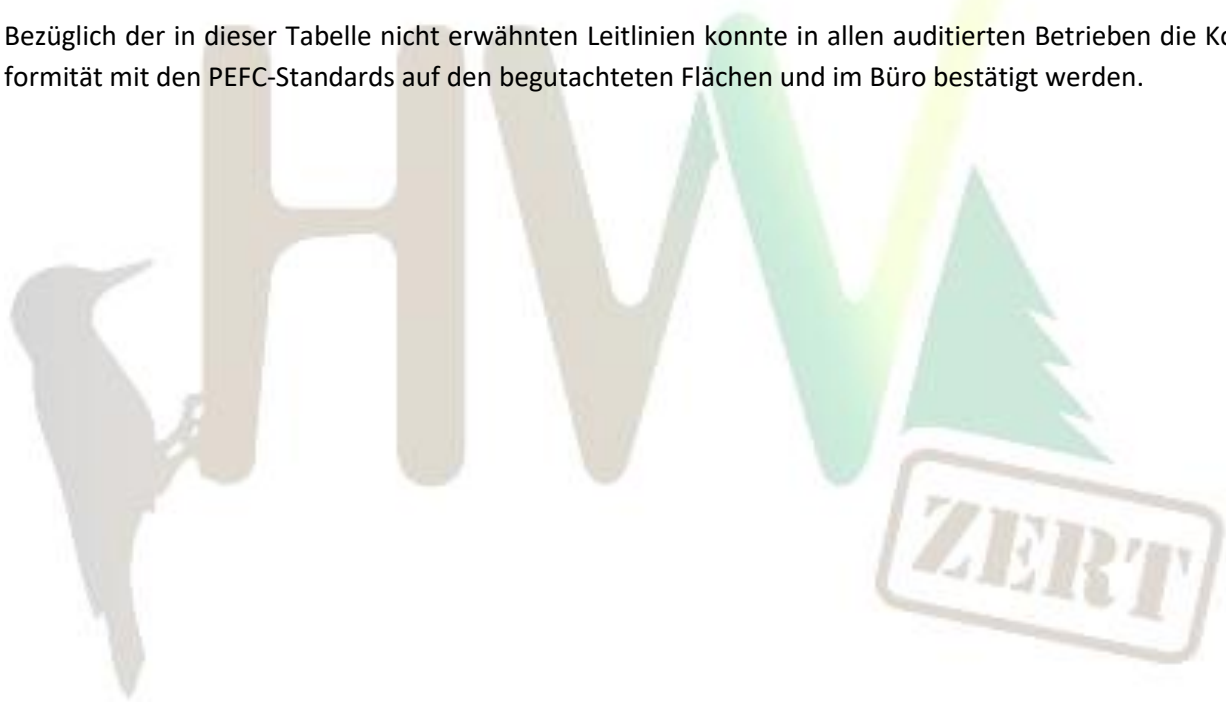 Bezüglich der in dieser Tabelle nicht erwähnten Leitlinien konnte in allen auditierten Betrieben die Ko
formität mit den PEFC-Standards auf den begutachteten Flächen und im Büro bestätigt werden.
HW
ZERT